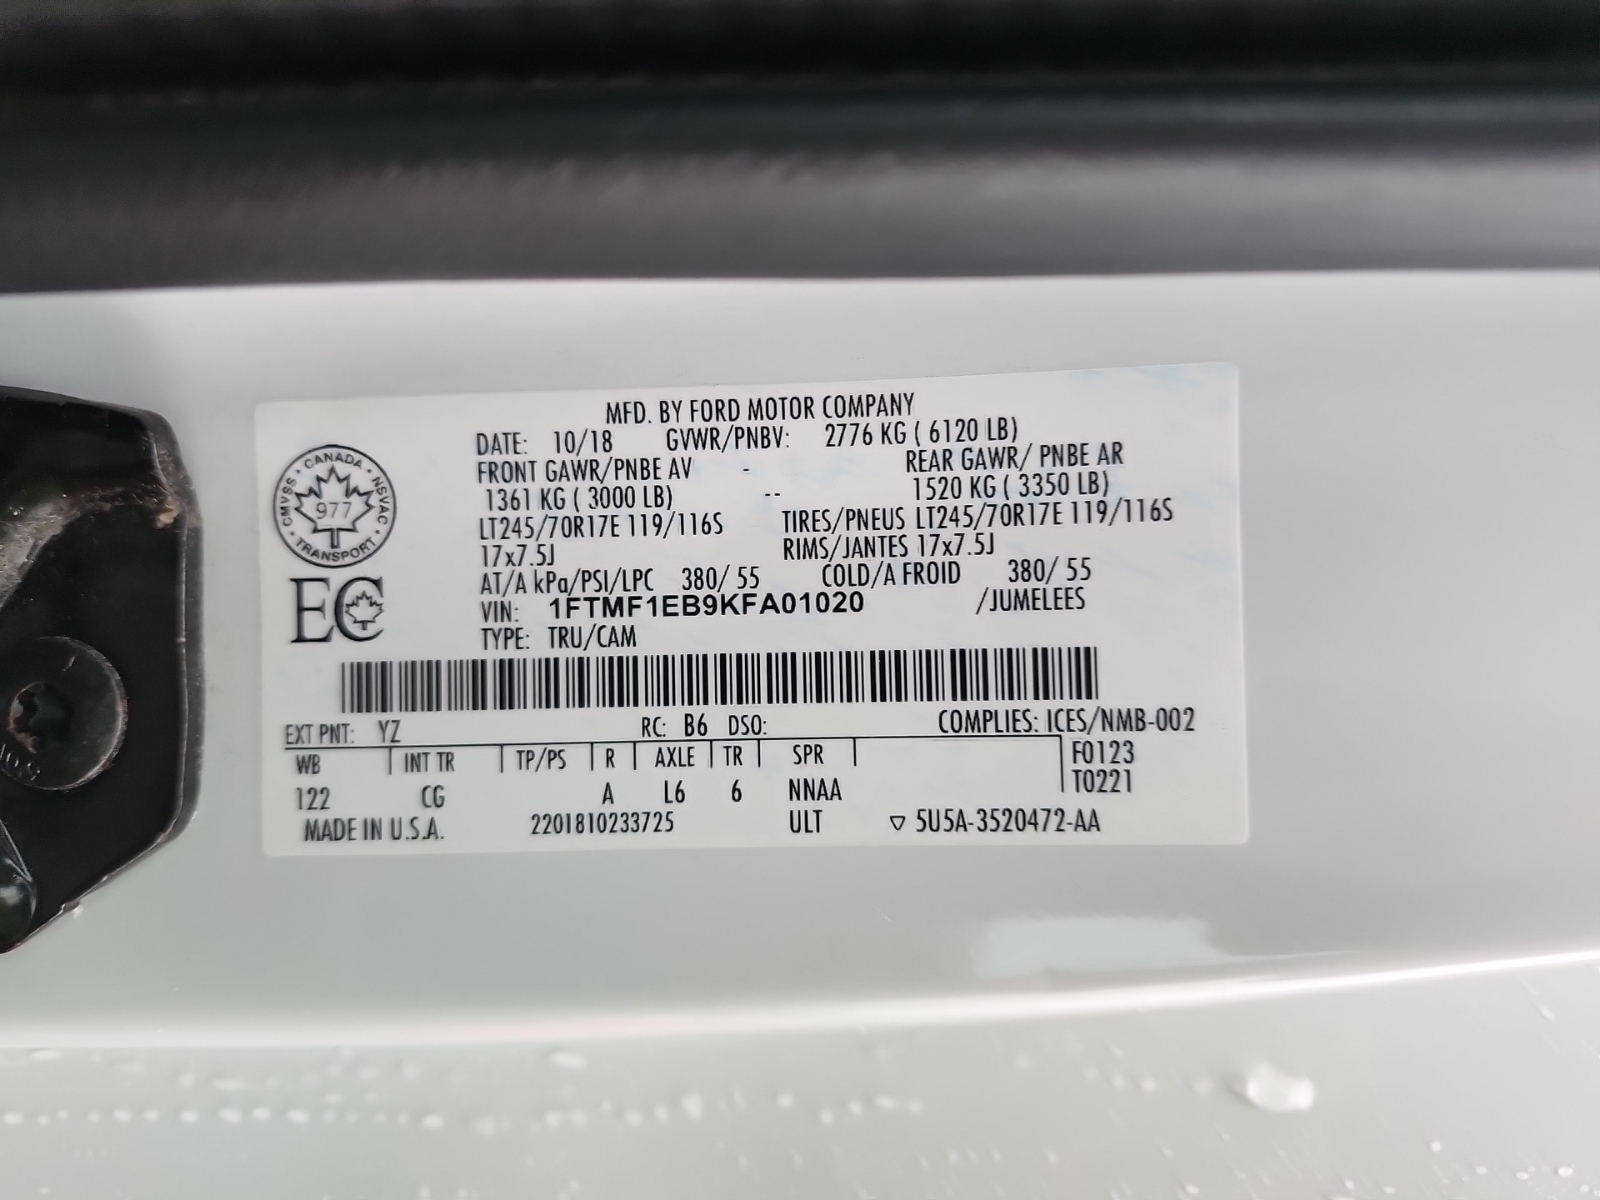 MFD. BY FORD MOTOR COMPANY
DATE: 10/18 GVWR/PNBV: 2776 KG ( 6120 LB)
FRONT GAWR/PNBE AV - REAR GAWR/ PNBE AR
1361 KG ( 3000 LB) -- 1520 KG ( 3350 LB)
LT245/70R17E 119/116S TIRES/PNEUS LT245/70R17E 119/116S
17x7.5J RIMS/JANTES 17x7.5J
AT/A kPa/PSI/LPC 380/ 55 COLD/A FROID 380/ 55
VIN: 1FTMF1EB9KFA01020 /JUMELEES
TYPE: TRU/CAM
CANADA
CMVSS NSVAC
977
TRANSPORT
EC
EXT PNT: YZ RC: B6 DSO: COMPLIES: ICES/NMB-002
WB INT TR TP/PS R AXLE TR SPR F0123
T0221
122 CG A L6 6 NNAA
MADE IN U.S.A. 2201810233725 ULT ▽ 5U5A-3520472-AA